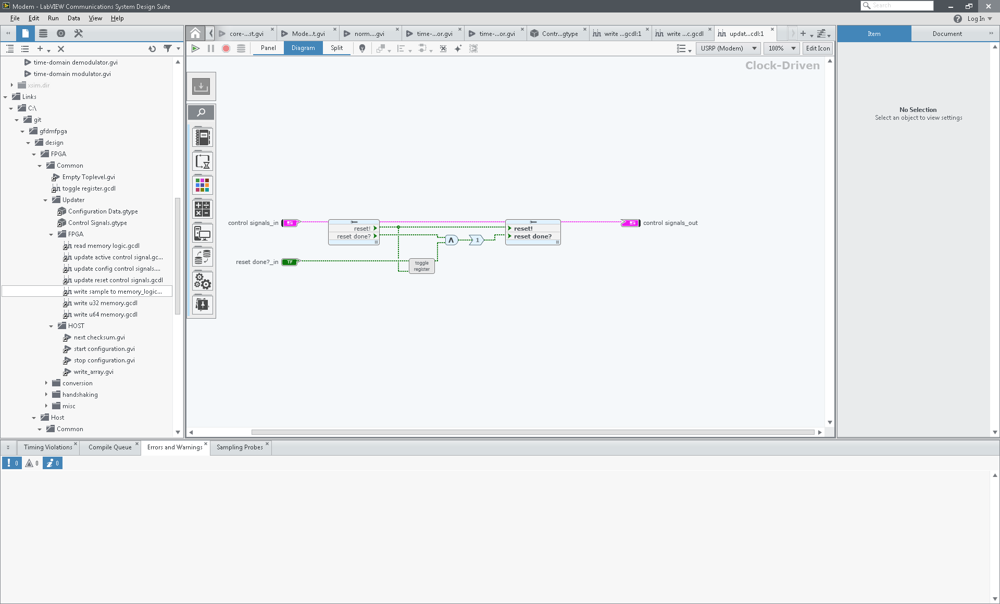 Modem - LabVIEW Communications System Design Suite
Search
File Edit Run Data View Help
Log In
core-...st.gvi
Mode...t.gvi
norm....gvi
time-...or.gvi
time-...or.gvi
Contr...gtype
write ...gcdl:1
write ...c.gcdl
updat...cdl:1
Item
Document
Panel
Diagram
Split
USRP (Modem)
100%
Edit Icon
time-domain demodulator.gvi
time-domain modulator.gvi
xsim.dir
Links
C:\
git
gfdmfpga
design
FPGA
Common
Empty Toplevel.gvi
toggle register.gcdl
Updater
Configuration Data.gtype
Control Signals.gtype
FPGA
read memory logic.gcdl
update active control signal.gc...
update config control signals....
update reset control signals.gcdl
write sample to memory_logic...
write u32 memory.gcdl
write u64 memory.gcdl
HOST
next checksum.gvi
start configuration.gvi
stop configuration.gvi
write_array.gvi
conversion
handshaking
misc
Host
Common
Clock-Driven
control signals_in
reset!
reset done?
reset!
reset done?
control signals_out
Λ
1
reset done?_in
TF
toggle
register
No Selection
Select an object to view settings
Timing Violations
Compile Queue
Errors and Warnings
Sampling Probes
! 0
0
i 0